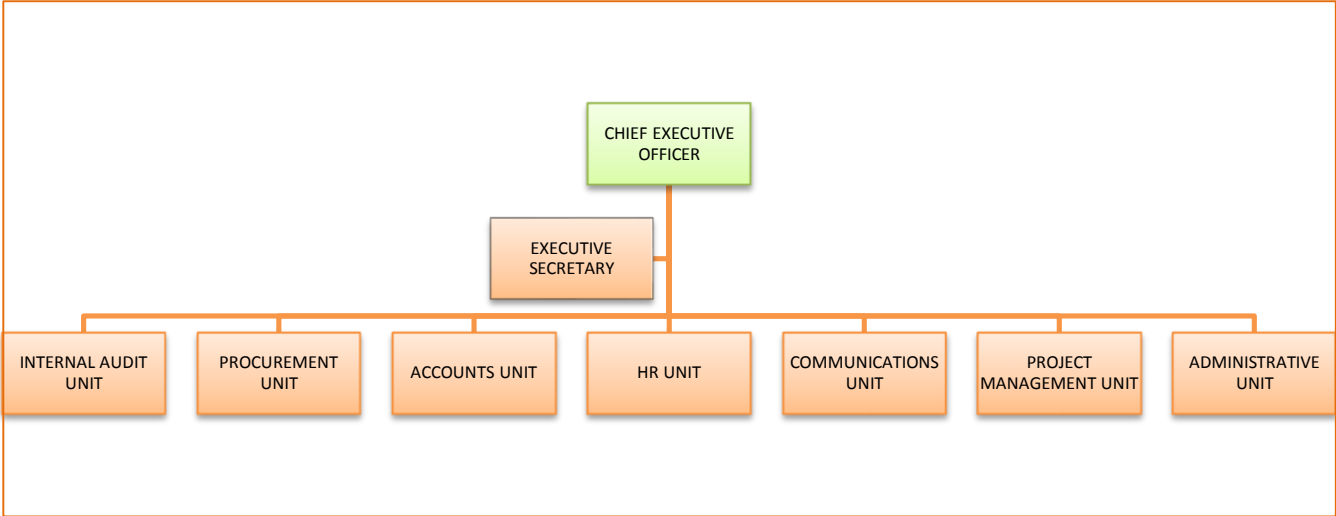 CHIEF EXECUTIVE
OFFICER
EXECUTIVE
SECRETARY
INTERNAL AUDIT
UNIT
PROCUREMENT
UNIT
ACCOUNTS UNIT
HR UNIT
COMMUNICATIONS
UNIT
PROJECT
MANAGEMENT UNIT
ADMINISTRATIVE
UNIT